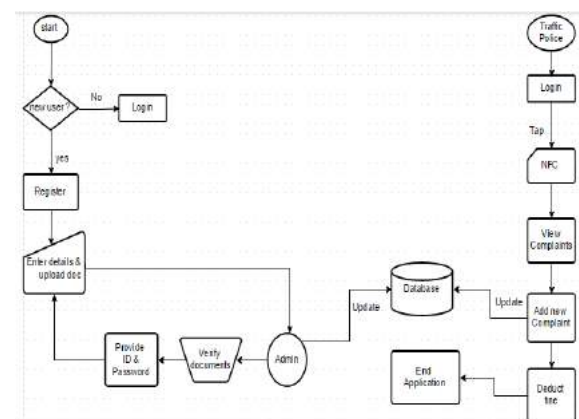 start
new user?
No
Login
yes
Register
Enter details &
upload doc
Provide
ID &
Password
Verify
documents
Admin
Update
Database
Update
Traffic
Police
Login
Tap
NFC
View
Complaints
Add new
Complaint
Deduct
fine
End
Application